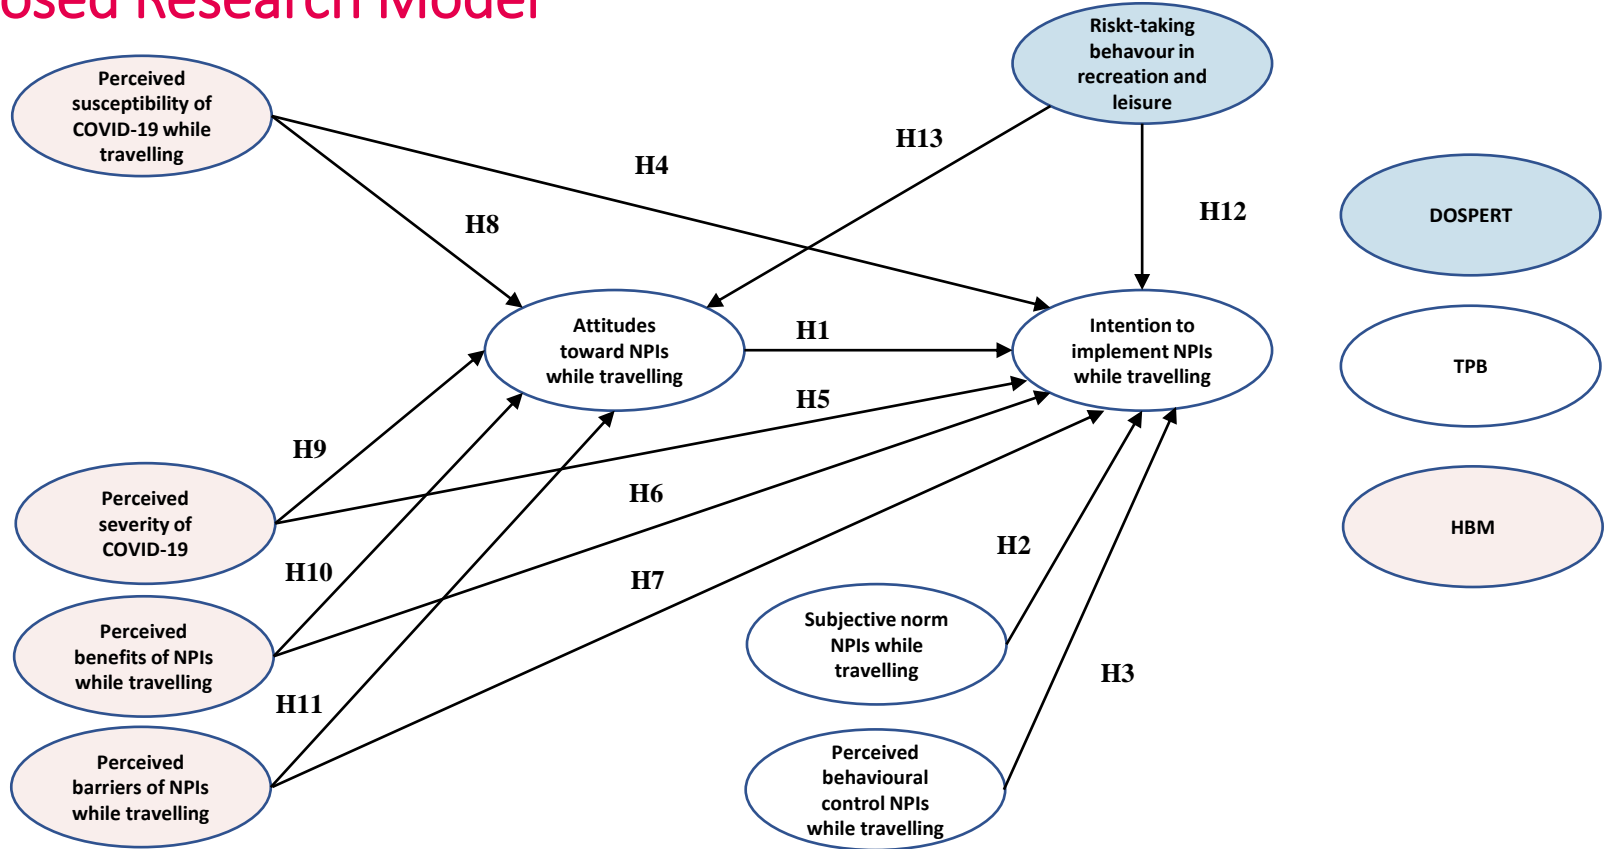 osed Research Model
Perceived
susceptibility of
COVID-19 while
travelling
Riskt-taking
behavour in
recreation and
leisure
H13
H4
H12
H8
DOSPERT
Attitudes
toward NPIs
while travelling
H1
Intention to
implement NPIs
while travelling
TPB
H5
H9
H6
Perceived
severity of
COVID-19
HBM
H2
H10
H7
Perceived
benefits of NPIs
while travelling
Subjective norm
NPIs while
travelling
H3
H11
Perceived
barriers of NPIs
while travelling
Perceived
behavioural
control NPIs
while travelling